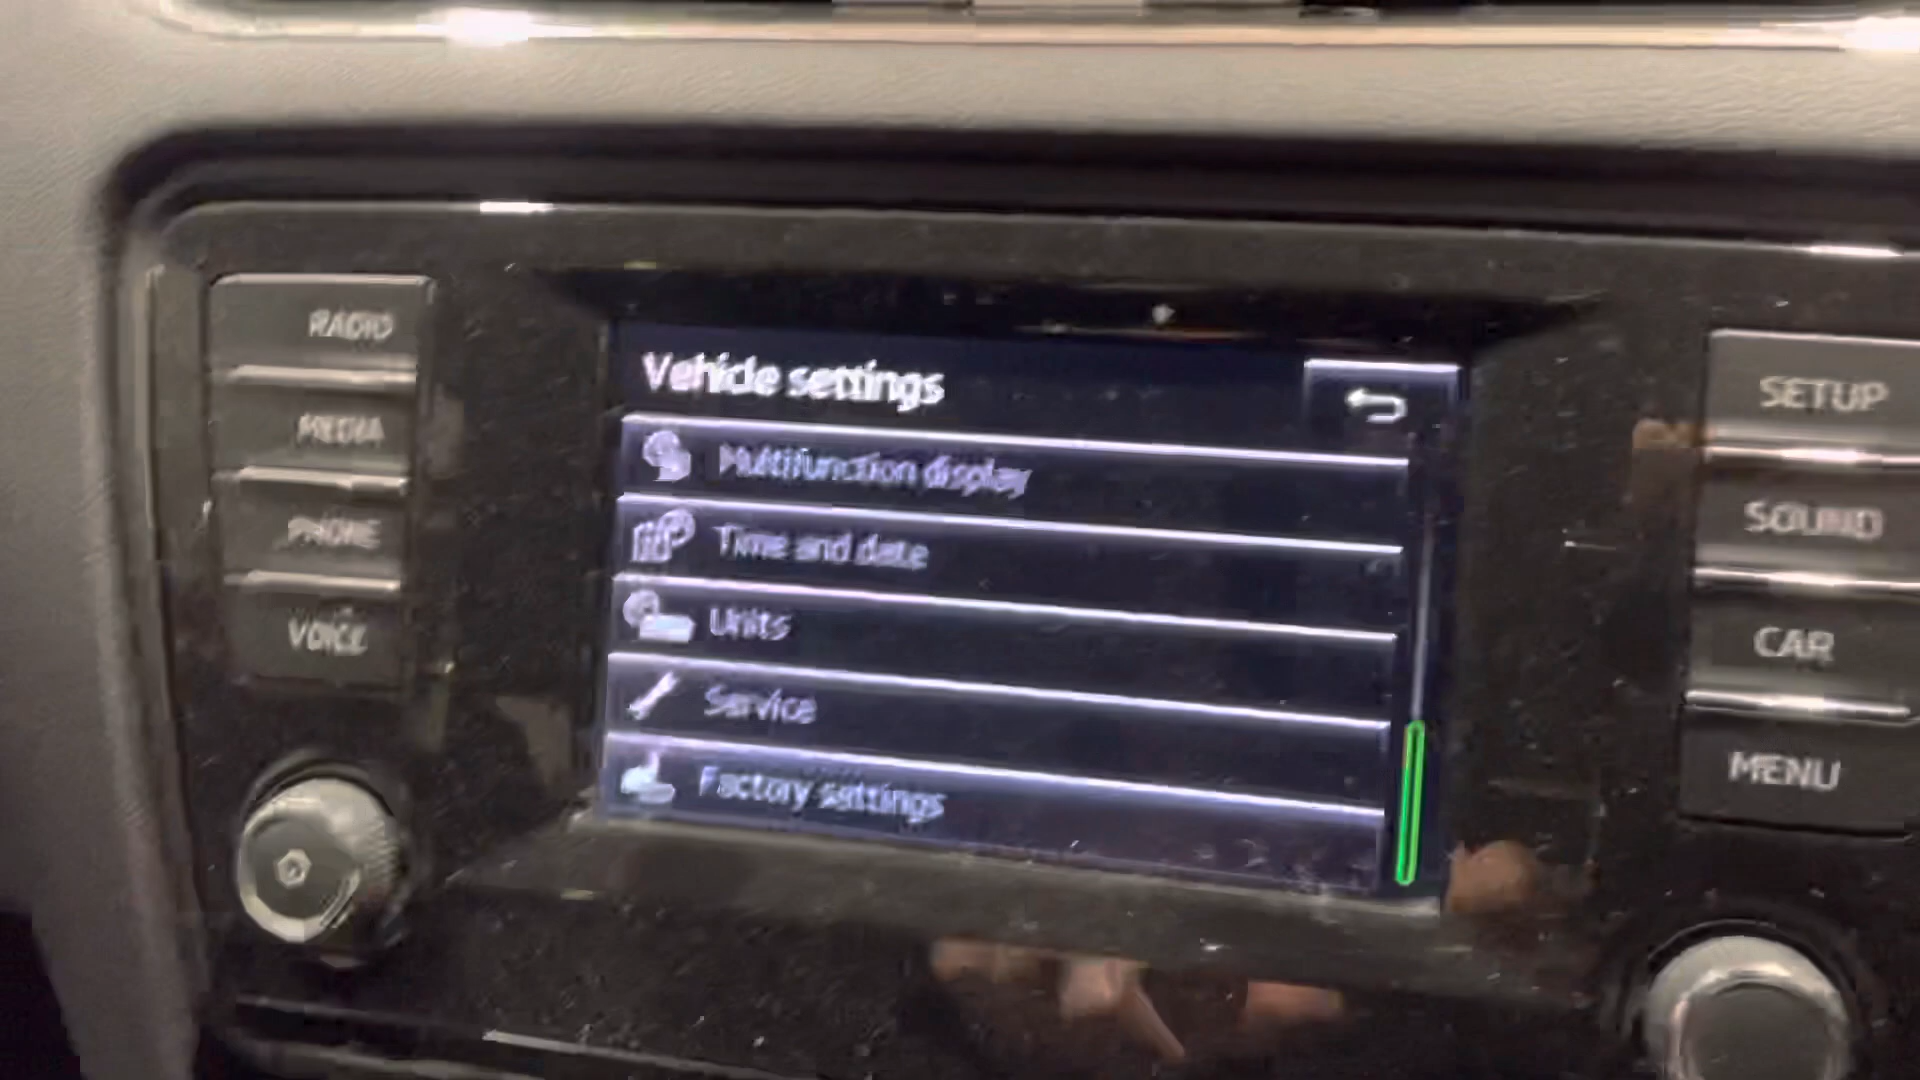 RADIO
MEDIA
PHONE
VOICE
Vehicle settings
Multifunction display
Time and date
Units
Service
Factory settings
SETUP
SOUND
CAR
MENU